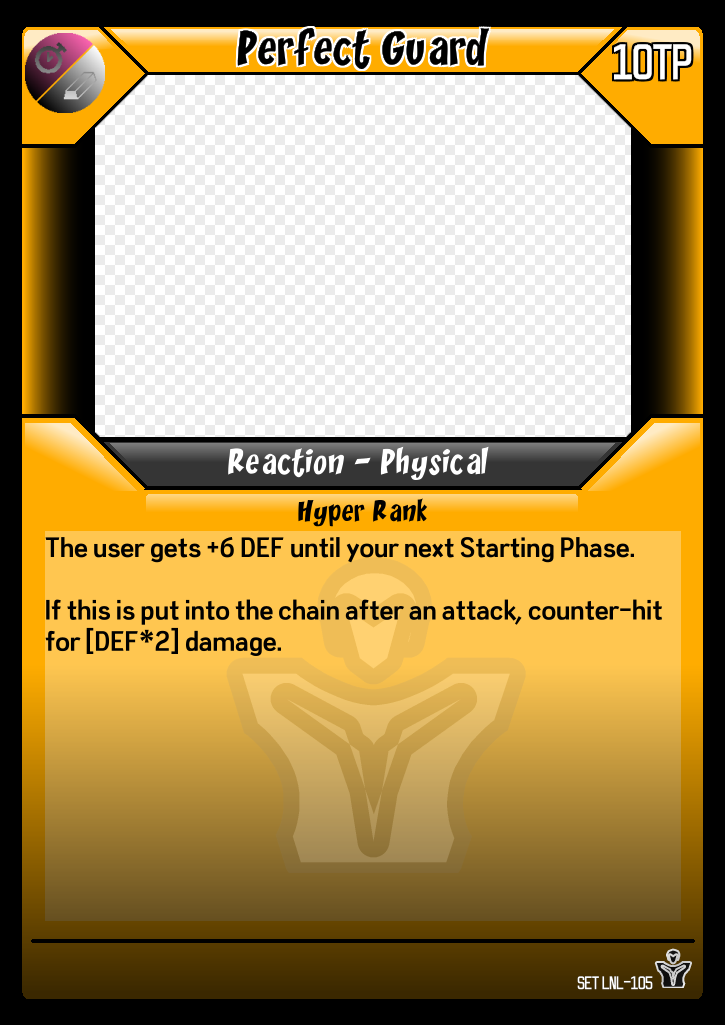 Perfect Guard
10TP
Reaction - Physical
Hyper Rank
The user gets +6 DEF until your next Starting Phase.
If this is put into the chain after an attack, counter-hit
for [DEF*2] damage.
SET LNL-105